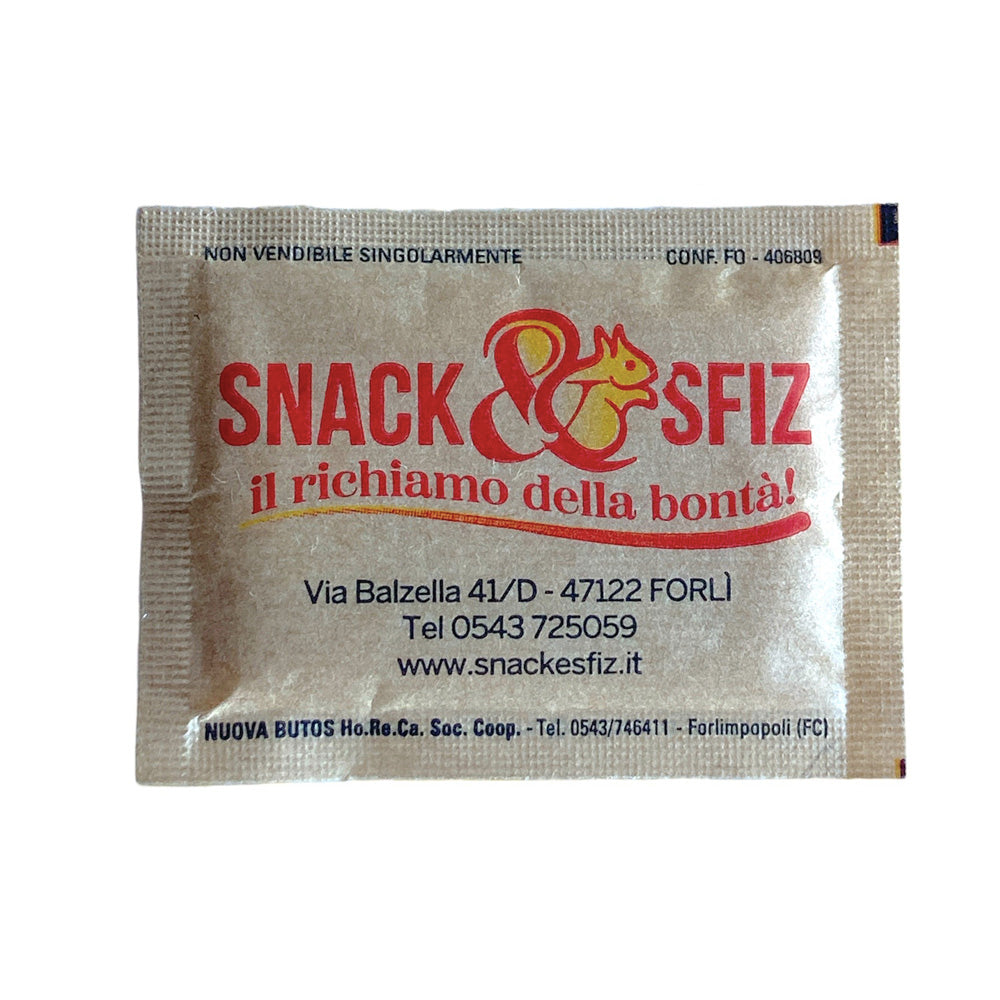 NON VENDIBILE SINGOLARMENTE CONF. FO - 406809
SNACK & SFIZ
il richiamo della bontà!
Via Balzella 41/D - 47122 FORLÌ
Tel 0543 725059
www.snackesfiz.it
NUOVA BUTOS Ho.Re.Ca. Soc. Coop. - Tel. 0543/746411 - Forlimpopoli (FC)